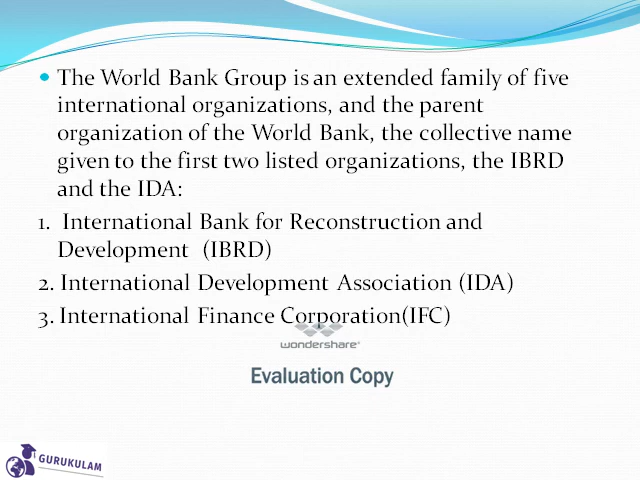 The World Bank Group is an extended family of five
international organizations, and the parent
organization of the World Bank, the collective name
given to the first two listed organizations, the IBRD
and the IDA:
1. International Bank for Reconstruction and
Development (IBRD)
2. International Development Association (IDA)
3. International Finance Corporation(IFC)
wondershare
Evaluation Copy
GURUKULAM